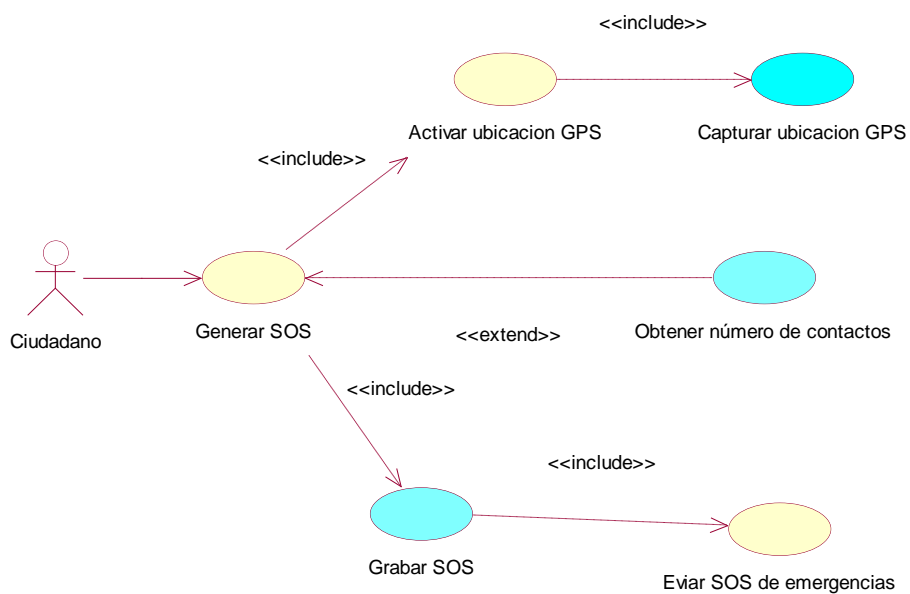 <<include>>
Activar ubicacion GPS
Capturar ubicacion GPS
<<include>>
Ciudadano
Generar SOS
<<extend>>
Obtener número de contactos
<<include>>
<<include>>
Grabar SOS
Eviar SOS de emergencias